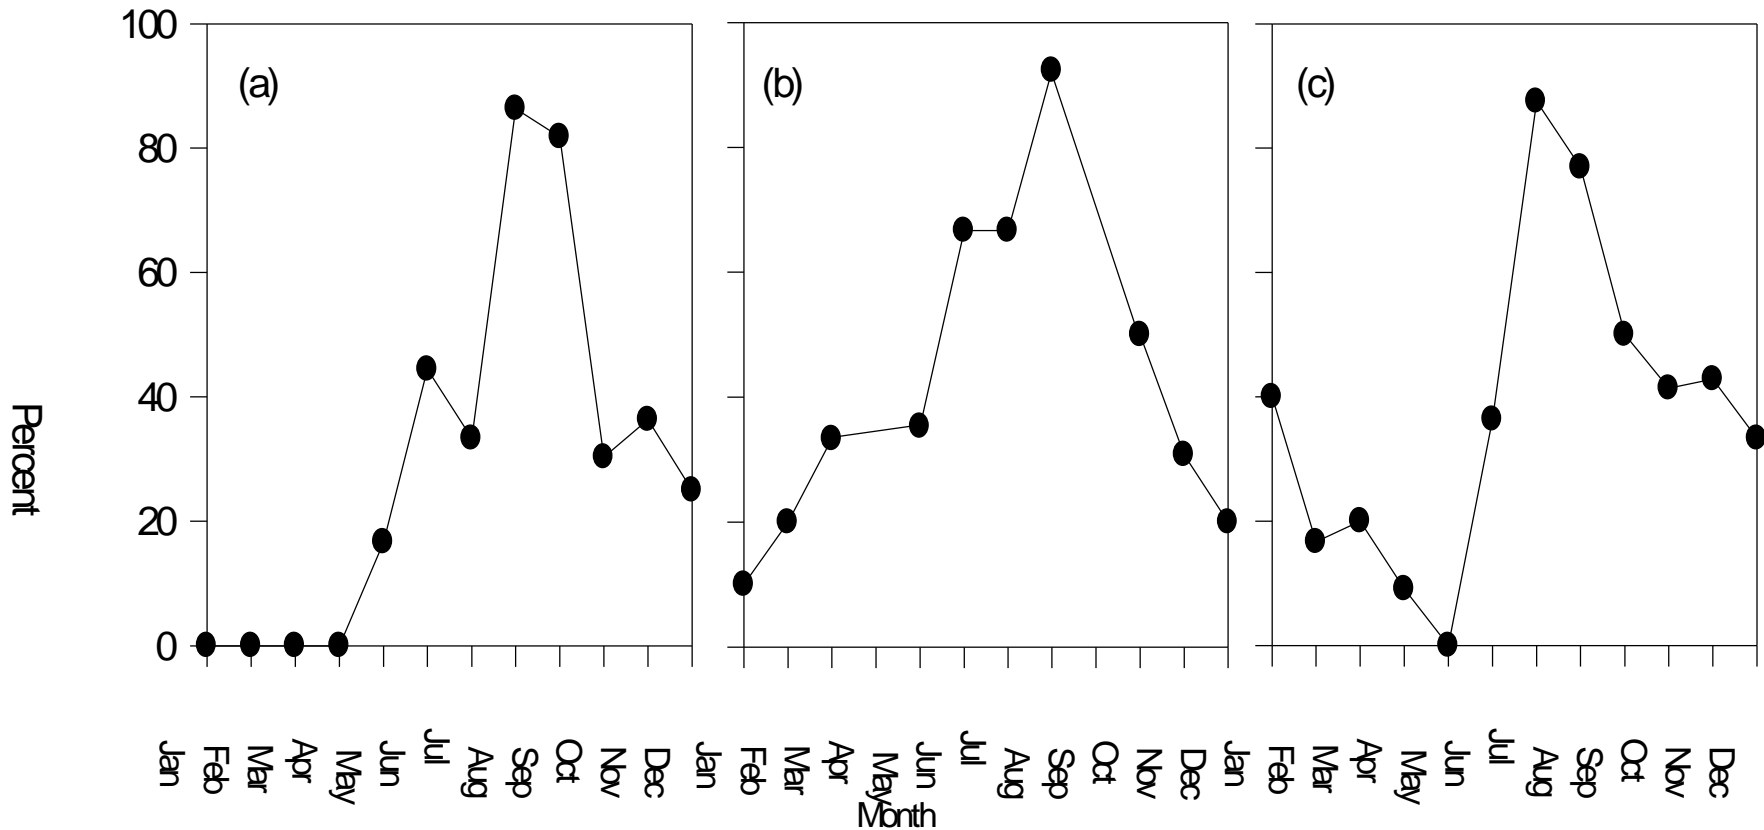 100
80
60
40
20
0
(a)
(b)
(c)
Percent
Jan Feb Mar Apr May Jun Jul Aug Sep Oct Nov Dec Jan Feb Mar Apr May Jun Jul Aug Sep Oct Nov Dec Jan Feb Mar Apr May Jun Jul Aug Sep Oct Nov Dec
Month